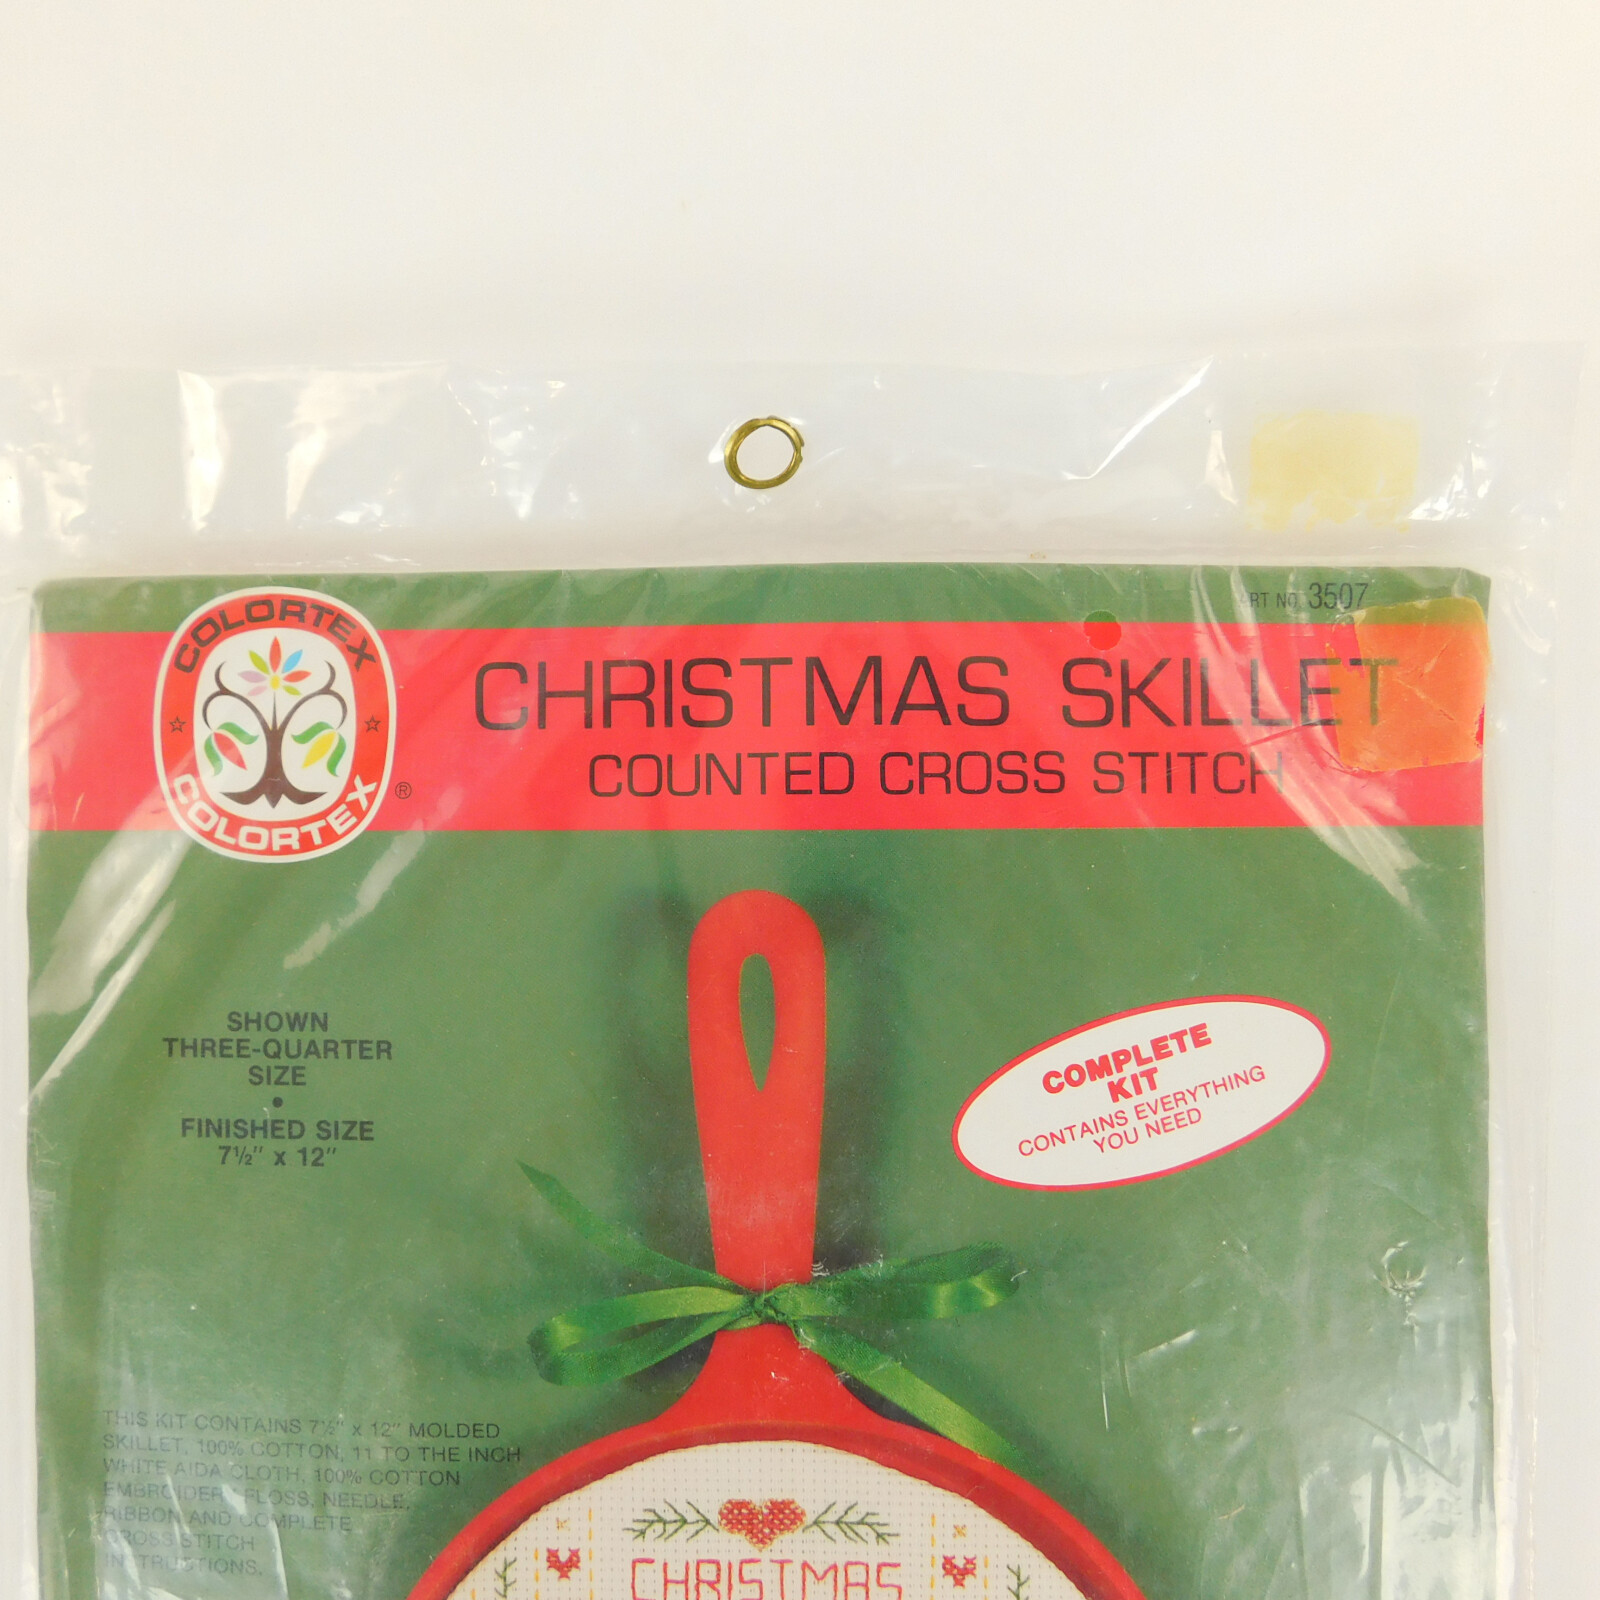 COLORTEX
COLORTEX
®
ART NO. 3507
CHRISTMAS SKILLET
COUNTED CROSS STITCH
SHOWN
THREE-QUARTER
SIZE
•
FINISHED SIZE
7½" x 12"
COMPLETE
KIT
CONTAINS EVERYTHING
YOU NEED
THIS KIT CONTAINS 7½" x 12" MOLDED
SKILLET, 100% COTTON, 11 TO THE INCH
WHITE AIDA CLOTH, 100% COTTON
EMBROIDERY FLOSS, NEEDLE,
RIBBON AND COMPLETE
CROSS STITCH
INSTRUCTIONS.
CHRISTMAS